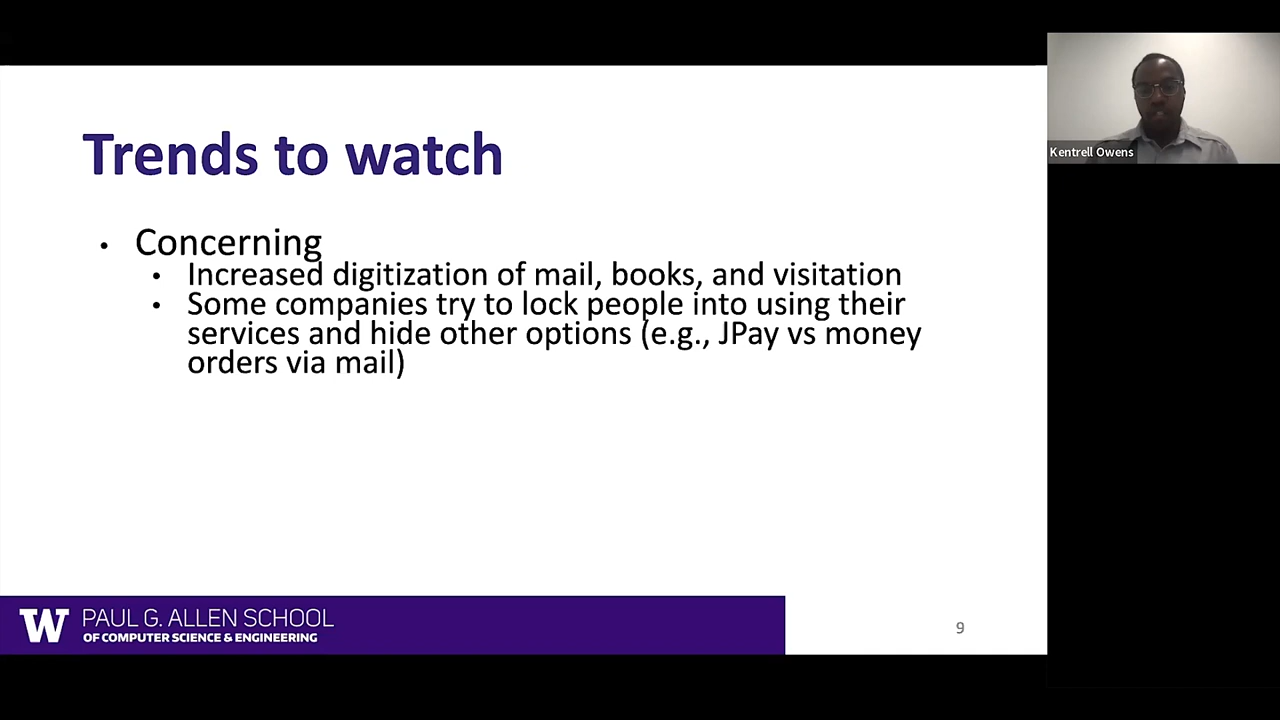 Trends to watch
• Concerning
• Increased digitization of mail, books, and visitation
• Some companies try to lock people into using their
services and hide other options (e.g., JPay vs money
orders via mail)
W PAUL G. ALLEN SCHOOL
OF COMPUTER SCIENCE & ENGINEERING
9
Kentrell Owens